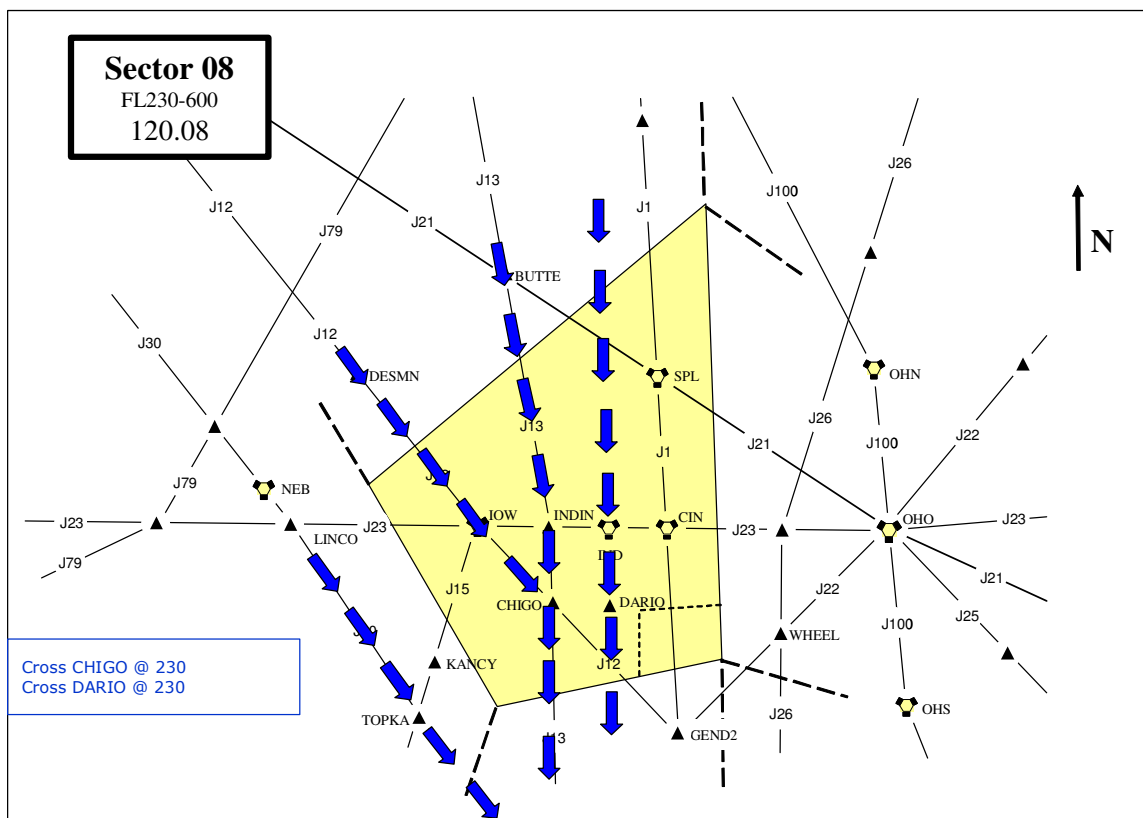 Sector 08
FL230-600
120.08
J13
J26
J100
J12
J1
J79
J21
N
BUTTE
J30
J12
DESMN
SPL
OHN
J13
J26
J22
J1
J21
J100
J79
NEB
J23
LINCO
J23
IOW
INDIN
IND
CIN
J23
OHO
J23
J79
J15
CHIGO
DARIO
J22
J21
J25
J100
WHEEL
Cross CHIGO @ 230
Cross DARIO @ 230
KANCY
J12
TOPKA
J26
OHS
GEND2